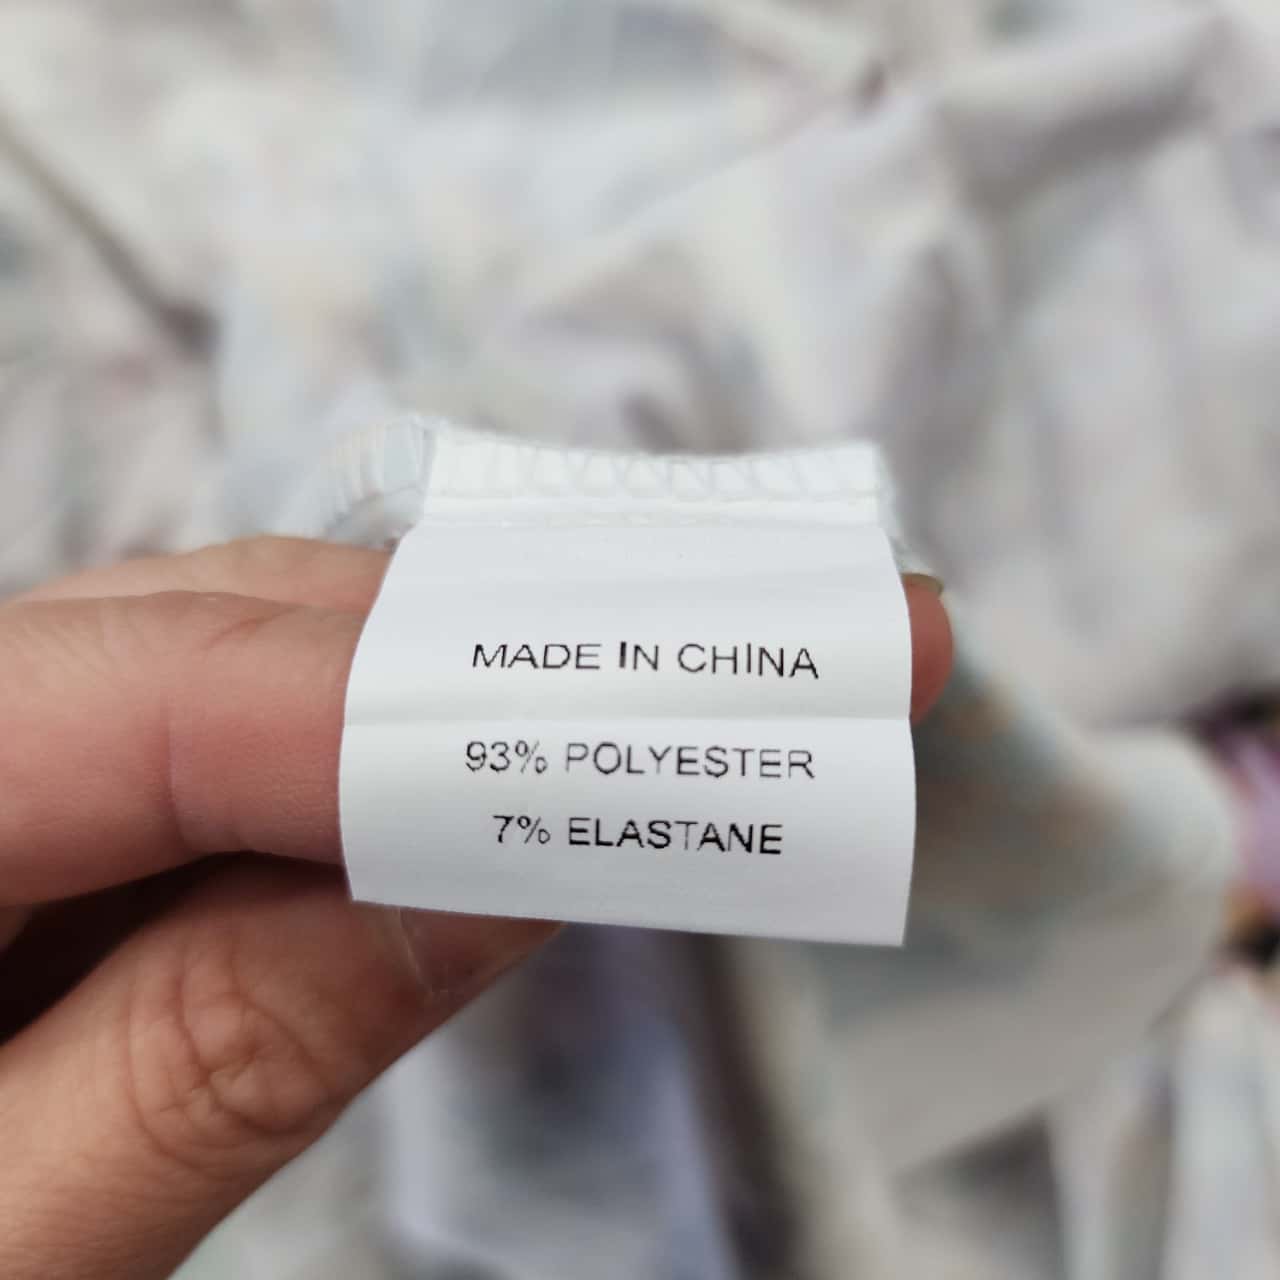 MADE IN CHINA
93% POLYESTER
7% ELASTANE